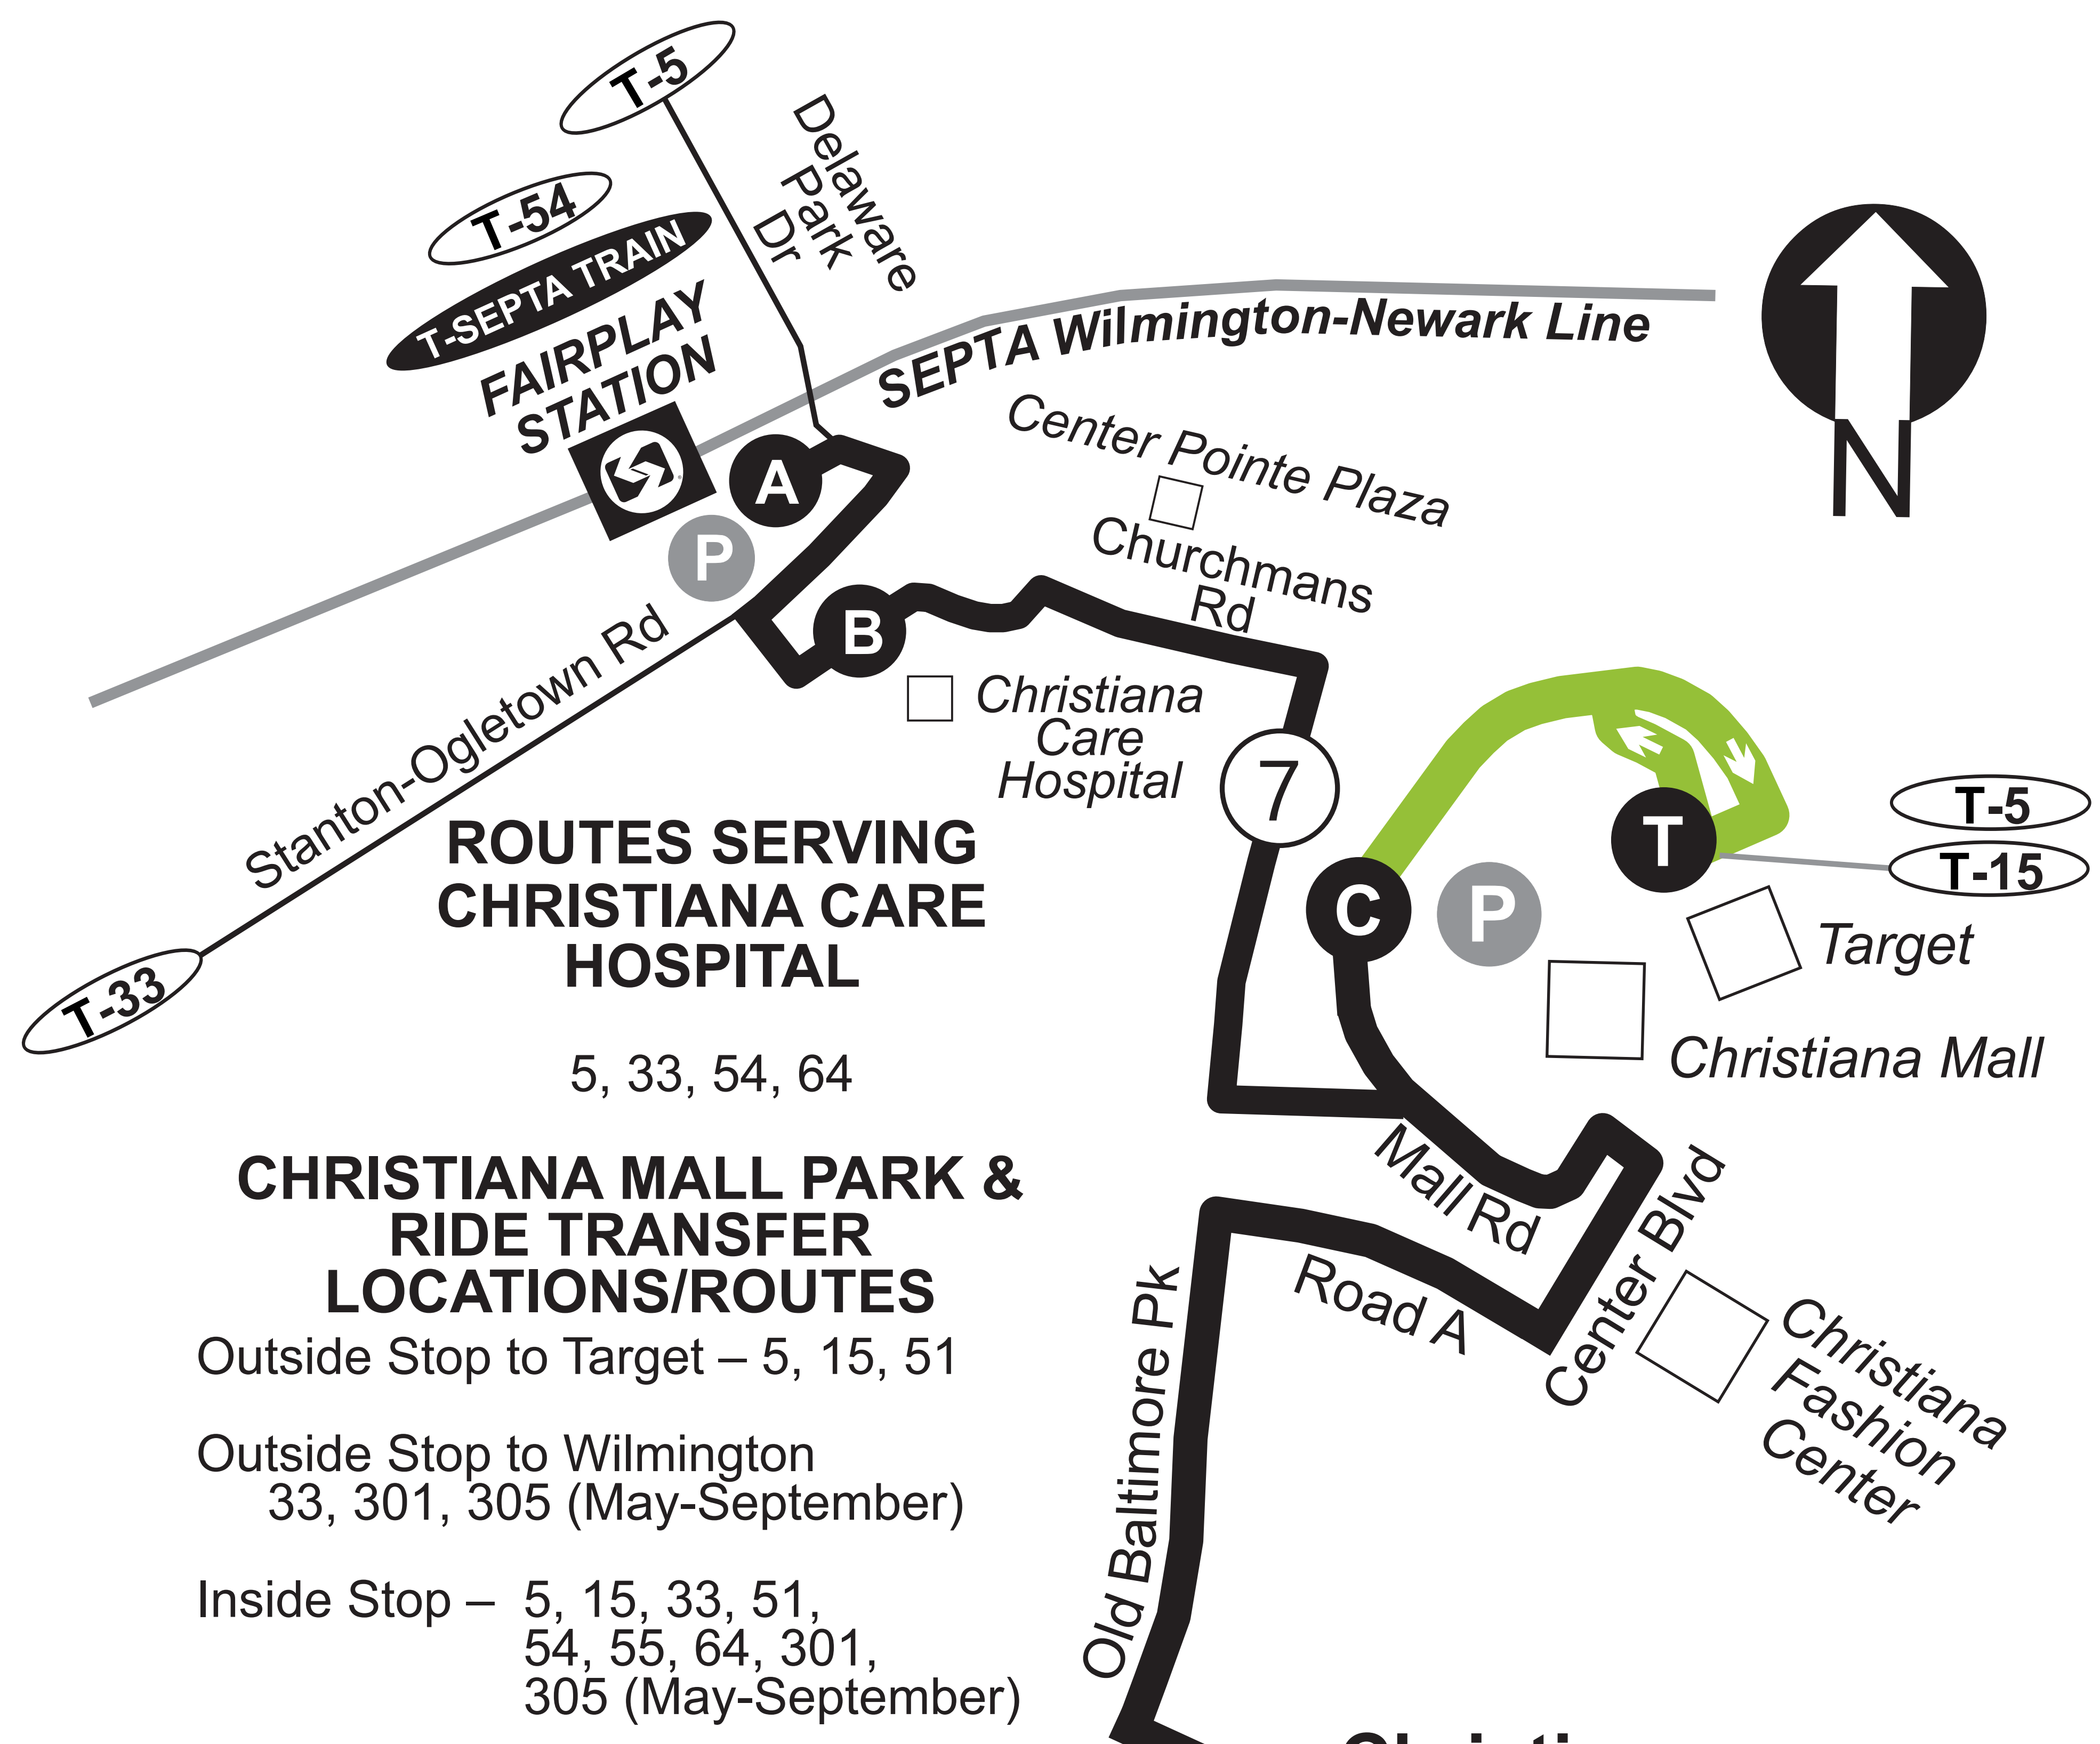 T-5
Delaware
Park
Dr
T-54
T-SEPTA TRAIN
FAIRPLAY
STATION
SEPTA Wilmington-Newark Line
N
Center Pointe Plaza
Churchmans
Rd
A
P
B
Stanton-Ogletown Rd
Christiana
Care
Hospital
7
T-5
T-15
T
C
P
Target
Christiana Mall
T-33
ROUTES SERVING
CHRISTIANA CARE
HOSPITAL
5, 33, 54, 64
Mall Rd
Center Blvd
Road A
Old Baltimore Pk
Christiana
Fashion
Center
CHRISTIANA MALL PARK &
RIDE TRANSFER
LOCATIONS/ROUTES
Outside Stop to Target – 5, 15, 51
Outside Stop to Wilmington
33, 301, 305 (May-September)
Inside Stop – 5, 15, 33, 51,
54, 55, 64, 301,
305 (May-September)